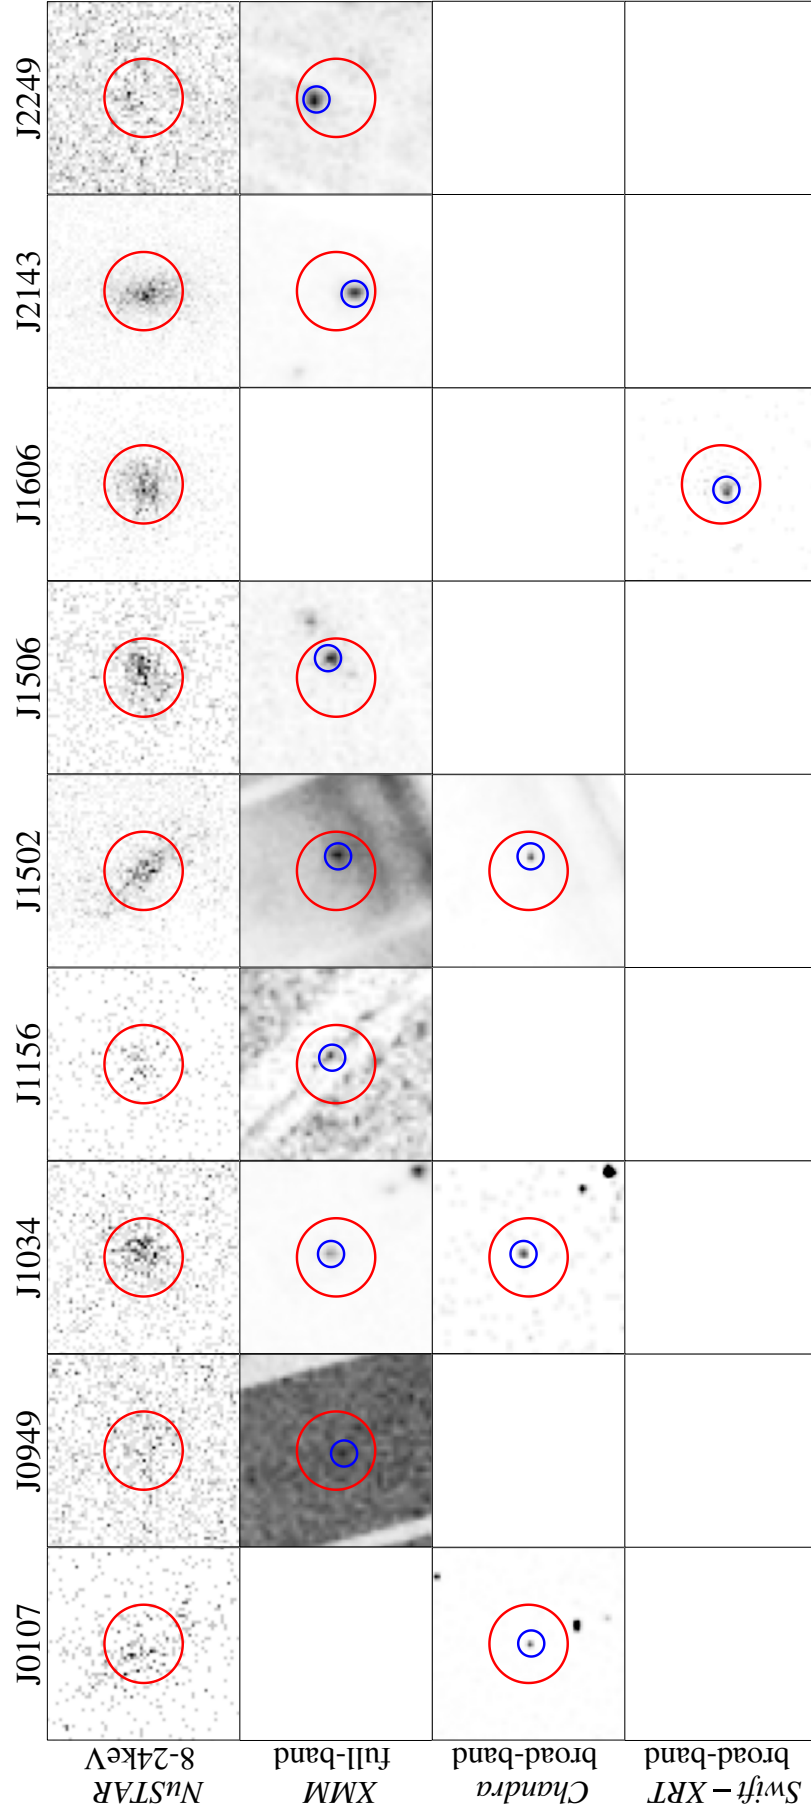 J2249
J2143
J1606
J1506
J1502
J1156
J1034
J0949
J0107
NuSTAR
8-24keV
XMM
full-band
Chandra
broad-band
Swift − XRT
broad-band